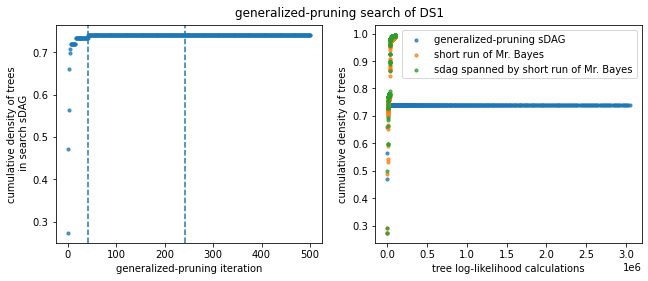 generalized-pruning search of DS1
cumulative density of trees
in search sDAG
0.7
0.6
0.5
0.4
0.3
0
100
200
300
400
500
generalized-pruning iteration
cumulative density of trees
1.0
0.9
0.8
0.7
0.6
0.5
0.4
0.3
generalized-pruning sDAG
short run of Mr. Bayes
sdag spanned by short run of Mr. Bayes
0.0
0.5
1.0
1.5
2.0
2.5
3.0
1e6
tree log-likelihood calculations